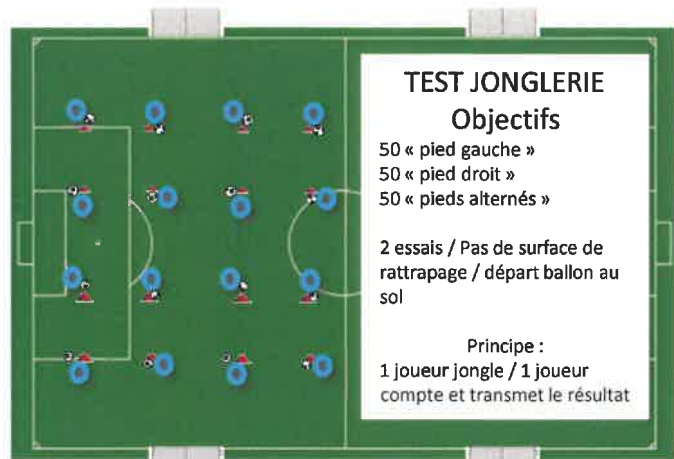 TEST JONGLERIE
Objectifs
50 « pied gauche »
50 « pied droit »
50 « pieds alternés »
2 essais / Pas de surface de
rattrapage / départ ballon au
sol
Principe :
1 joueur jongle / 1 joueur
compte et transmet le résultat